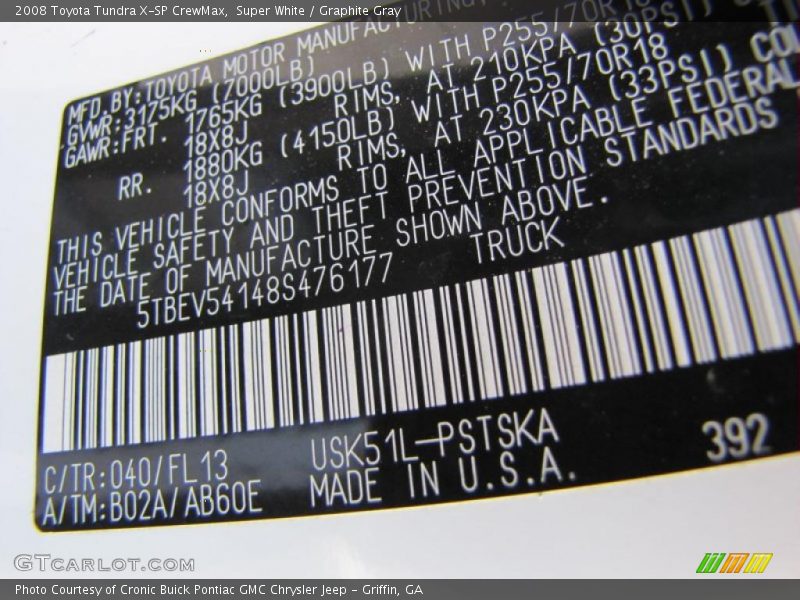 2008 Toyota Tundra X-SP CrewMax, Super White / Graphite Gray
MFD. BY: TOYOTA MOTOR MANUFACTURING,
GVWR: 3175KG (7000LB)
GAWR: FRT. 1765KG (3900LB) WITH P255/70R18
18X8J RIMS, AT 210KPA (30PSI)
RR. 1880KG (4150LB) WITH P255/70R18
18X8J RIMS, AT 230KPA (33PSI) COL
THIS VEHICLE CONFORMS TO ALL APPLICABLE FEDERAL
VEHICLE SAFETY AND THEFT PREVENTION STANDARDS
THE DATE OF MANUFACTURE SHOWN ABOVE.
5TBEV54148S476177 TRUCK
C/TR:040/FL13 USK51L-PSTSKA 392
A/TM:B02A/AB60E MADE IN U.S.A.
GTCARLOT.COM
Photo Courtesy of Cronic Buick Pontiac GMC Chrysler Jeep - Griffin, GA